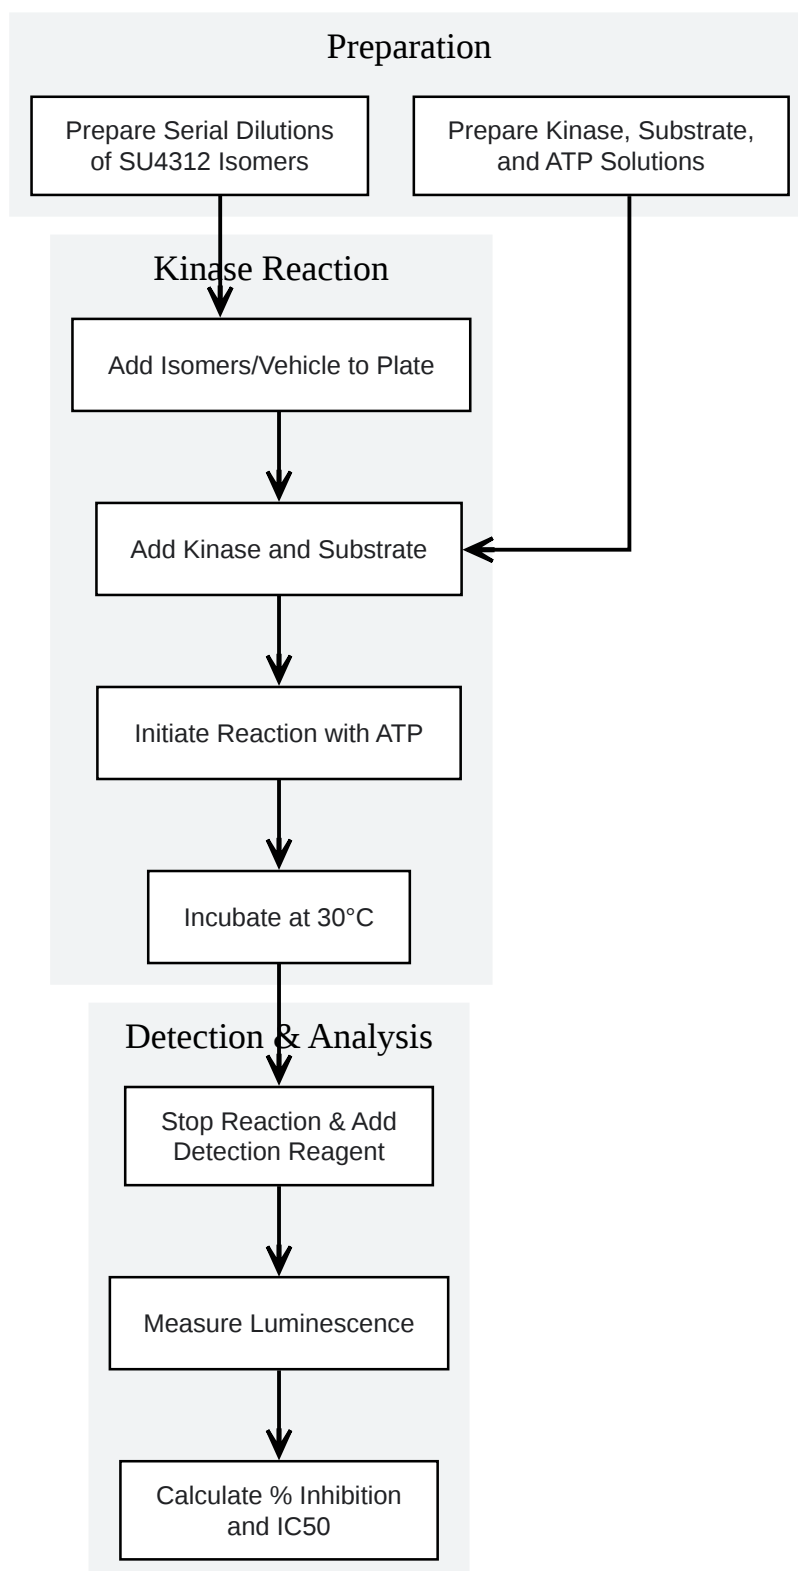 Preparation
Prepare Serial Dilutions
of SU4312 Isomers
Prepare Kinase, Substrate,
and ATP Solutions
Kinase Reaction
Add Isomers/Vehicle to Plate
Add Kinase and Substrate
Initiate Reaction with ATP
Incubate at 30°C
Detection & Analysis
Stop Reaction & Add
Detection Reagent
Measure Luminescence
Calculate % Inhibition
and IC50